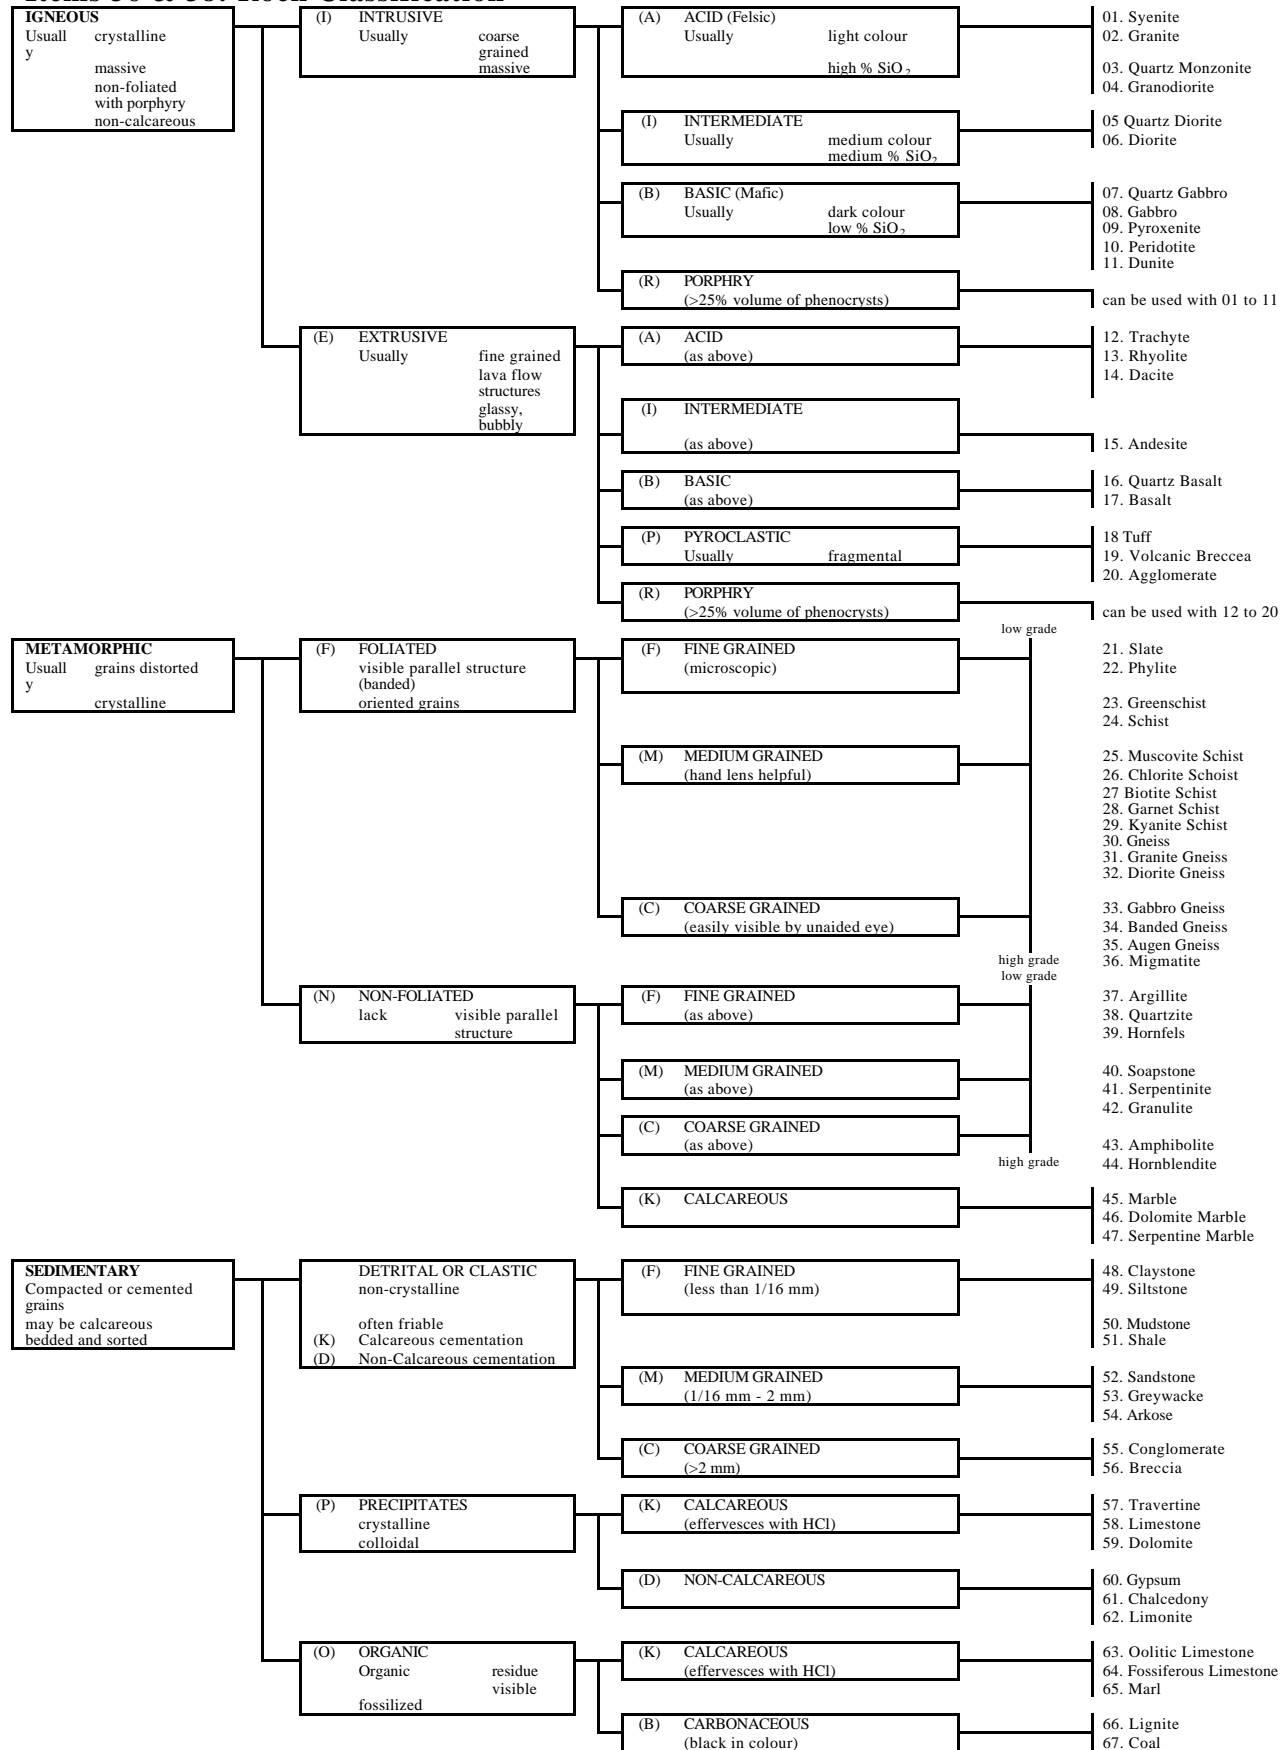 IGNEOUS
Usuall crystalline
y
massive
non-foliated
with porphyry
non-calcareous
(I) INTRUSIVE
Usually coarse
grained
massive
(A) ACID (Felsic)
Usually light colour
high % SiO2
01. Syenite
02. Granite
03. Quartz Monzonite
04. Granodiorite
(I) INTERMEDIATE
Usually medium colour
medium % SiO2
05 Quartz Diorite
06. Diorite
(B) BASIC (Mafic)
Usually dark colour
low % SiO2
07. Quartz Gabbro
08. Gabbro
09. Pyroxenite
10. Peridotite
11. Dunite
(R) PORPHRY
(>25% volume of phenocrysts)
can be used with 01 to 11
(E) EXTRUSIVE
Usually fine grained
lava flow
structures
glassy,
bubbly
(A) ACID
(as above)
12. Trachyte
13. Rhyolite
14. Dacite
(I) INTERMEDIATE
(as above)
15. Andesite
(B) BASIC
(as above)
16. Quartz Basalt
17. Basalt
(P) PYROCLASTIC
Usually fragmental
18 Tuff
19. Volcanic Breccea
20. Agglomerate
(R) PORPHRY
(>25% volume of phenocrysts)
can be used with 12 to 20
METAMORPHIC
Usuall grains distorted
y
crystalline
(F) FOLIATED
visible parallel structure
(banded)
oriented grains
(F) FINE GRAINED
(microscopic)
low grade
21. Slate
22. Phylite
23. Greenschist
24. Schist
(M) MEDIUM GRAINED
(hand lens helpful)
25. Muscovite Schist
26. Chlorite Schoist
27 Biotite Schist
28. Garnet Schist
29. Kyanite Schist
30. Gneiss
31. Granite Gneiss
32. Diorite Gneiss
(C) COARSE GRAINED
(easily visible by unaided eye)
33. Gabbro Gneiss
34. Banded Gneiss
35. Augen Gneiss
36. Migmatite
high grade
low grade
(N) NON-FOLIATED
lack visible parallel
structure
(F) FINE GRAINED
(as above)
37. Argillite
38. Quartzite
39. Hornfels
(M) MEDIUM GRAINED
(as above)
40. Soapstone
41. Serpentinite
42. Granulite
(C) COARSE GRAINED
(as above)
high grade
43. Amphibolite
44. Hornblendite
(K) CALCAREOUS
45. Marble
46. Dolomite Marble
47. Serpentine Marble
SEDIMENTARY
Compacted or cemented
grains
may be calcareous
bedded and sorted
DETRITAL OR CLASTIC
non-crystalline
often friable
(K) Calcareous cementation
(D) Non-Calcareous cementation
(F) FINE GRAINED
(less than 1/16 mm)
48. Claystone
49. Siltstone
50. Mudstone
51. Shale
(M) MEDIUM GRAINED
(1/16 mm - 2 mm)
52. Sandstone
53. Greywacke
54. Arkose
(C) COARSE GRAINED
(>2 mm)
55. Conglomerate
56. Breccia
(P) PRECIPITATES
crystalline
colloidal
(K) CALCAREOUS
(effervesces with HCl)
57. Travertine
58. Limestone
59. Dolomite
(D) NON-CALCAREOUS
60. Gypsum
61. Chalcedony
62. Limonite
(O) ORGANIC
Organic residue
visible
fossilized
(K) CALCAREOUS
(effervesces with HCl)
63. Oolitic Limestone
64. Fossiferous Limestone
65. Marl
(B) CARBONACEOUS
(black in colour)
66. Lignite
67. Coal